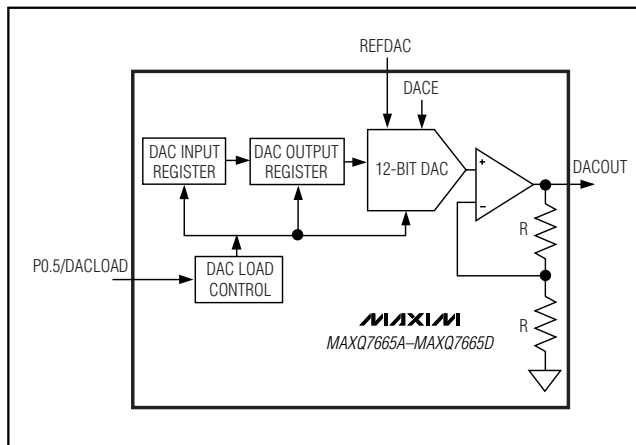 REFDAC
DACE
DAC INPUT
REGISTER
DAC OUTPUT
REGISTER
12-BIT DAC
+
−
DACOUT
R
P0.5/DACLOAD
DAC LOAD
CONTROL
R
MAXIM
MAXQ7665A–MAXQ7665D